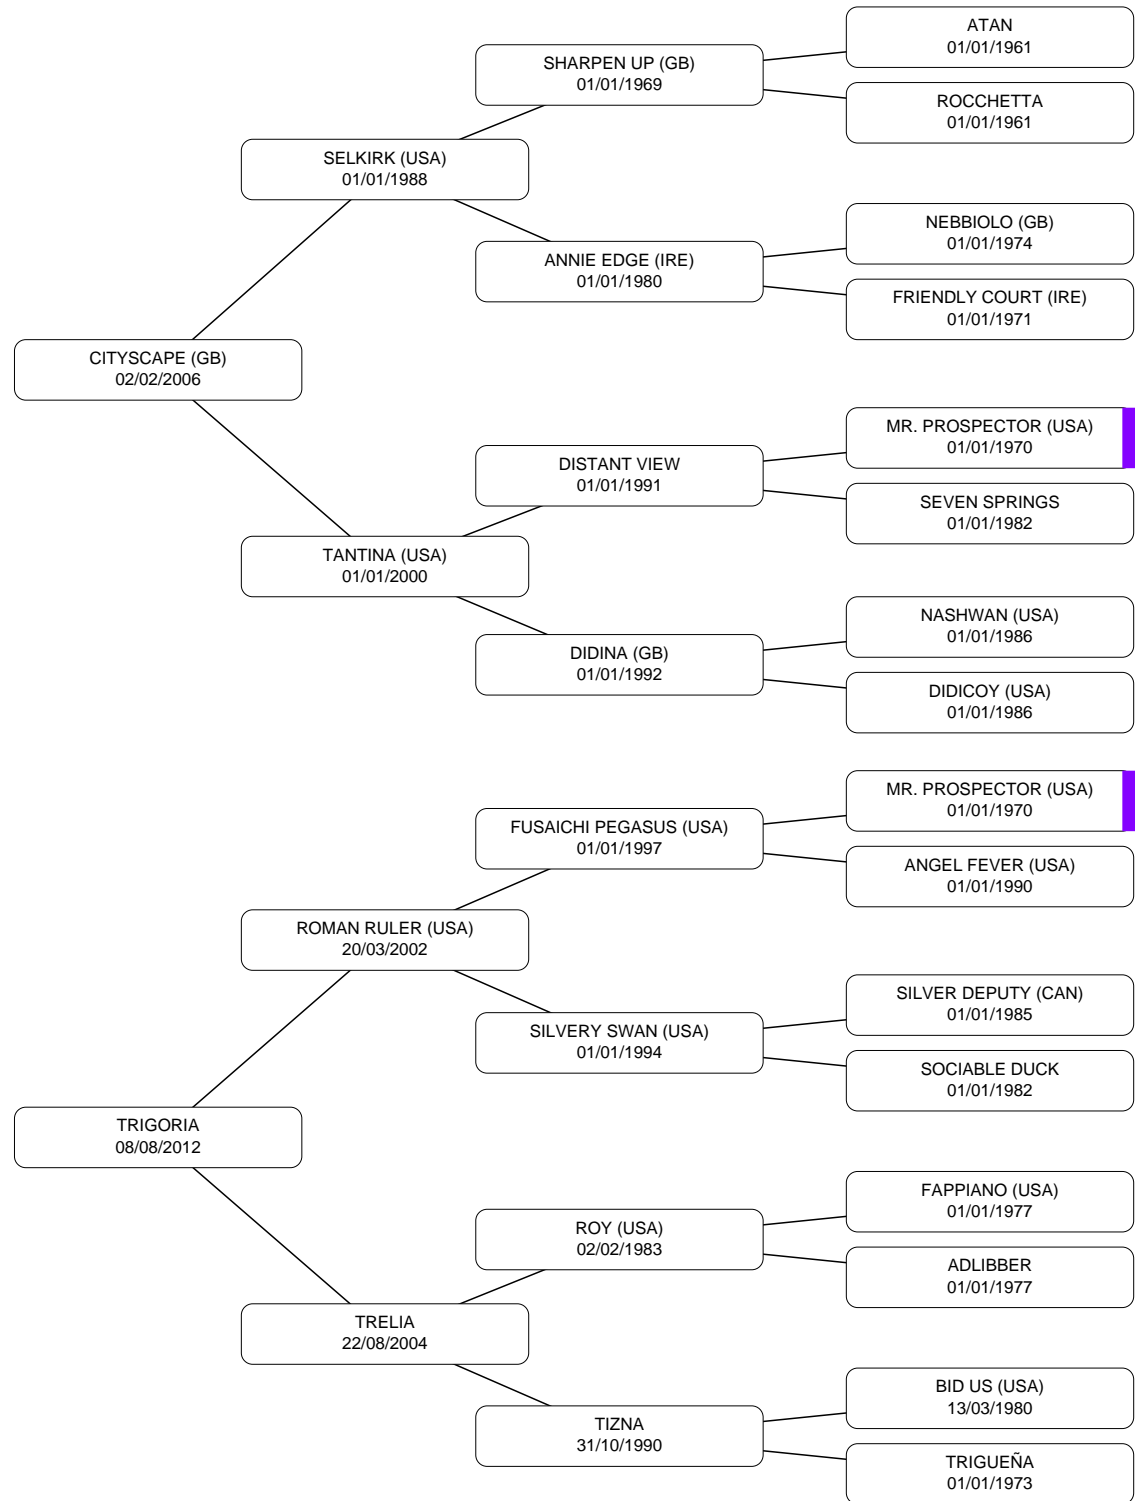 ATAN
01/01/1961
SHARPEN UP (GB)
01/01/1969
ROCCHETTA
01/01/1961
SELKIRK (USA)
01/01/1988
NEBBIOLO (GB)
01/01/1974
ANNIE EDGE (IRE)
01/01/1980
FRIENDLY COURT (IRE)
01/01/1971
CITYSCAPE (GB)
02/02/2006
MR. PROSPECTOR (USA)
01/01/1970
DISTANT VIEW
01/01/1991
SEVEN SPRINGS
01/01/1982
TANTINA (USA)
01/01/2000
NASHWAN (USA)
01/01/1986
DIDINA (GB)
01/01/1992
DIDICOY (USA)
01/01/1986
MR. PROSPECTOR (USA)
01/01/1970
FUSAICHI PEGASUS (USA)
01/01/1997
ANGEL FEVER (USA)
01/01/1990
ROMAN RULER (USA)
20/03/2002
SILVER DEPUTY (CAN)
01/01/1985
SILVERY SWAN (USA)
01/01/1994
SOCIABLE DUCK
01/01/1982
TRIGORIA
08/08/2012
FAPPIANO (USA)
01/01/1977
ROY (USA)
02/02/1983
ADLIBBER
01/01/1977
TRELIA
22/08/2004
BID US (USA)
13/03/1980
TIZNA
31/10/1990
TRIGUEÑA
01/01/1973